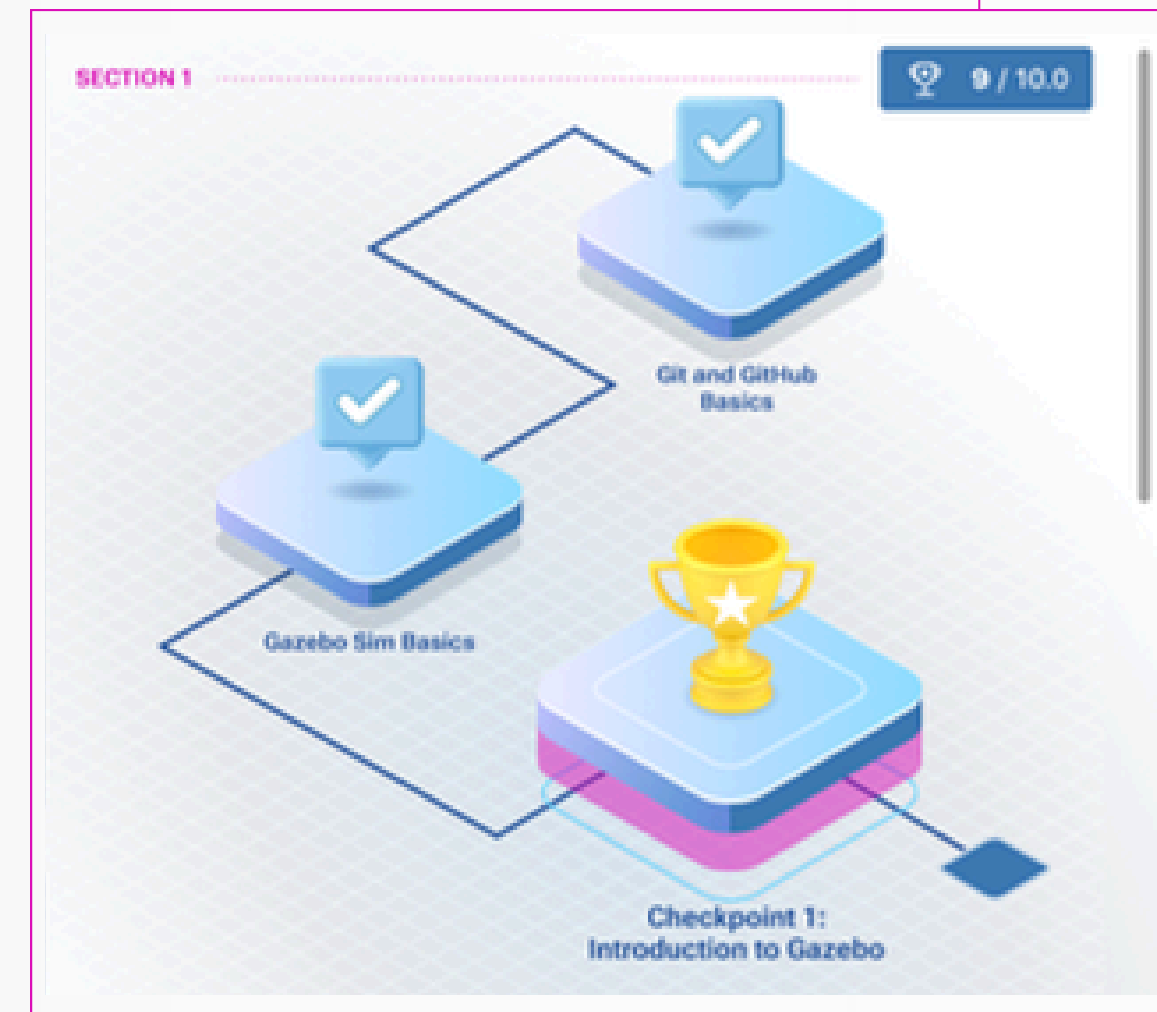 SECTION 1
9 / 10.0
Git and GitHub
Basics
Gazebo Sim Basics
Checkpoint 1:
Introduction to Gazebo